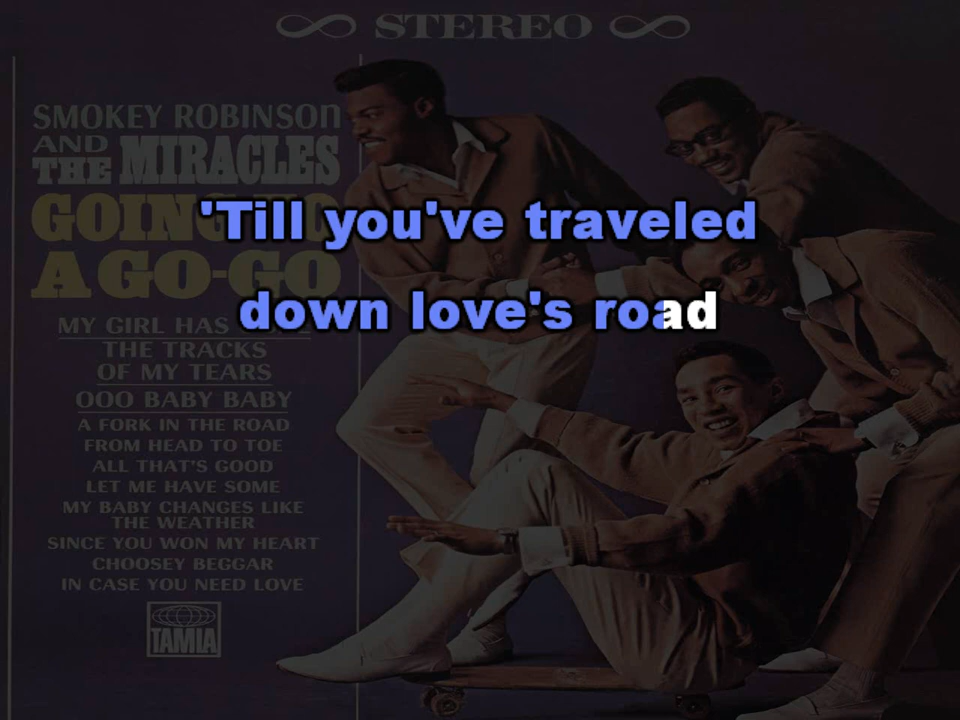 STEREO
SMOKEY ROBINSON
AND
THE MIRACLES
GOING TO
A GO-GO
'Till you've traveled
down love's road
MY GIRL HAS
THE TRACKS
OF MY TEARS
OOO BABY BABY
A FORK IN THE ROAD
FROM HEAD TO TOE
ALL THAT'S GOOD
LET ME HAVE SOME
MY BABY CHANGES LIKE
THE WEATHER
SINCE YOU WON MY HEART
CHOOSEY BEGGAR
IN CASE YOU NEED LOVE
TAMLA